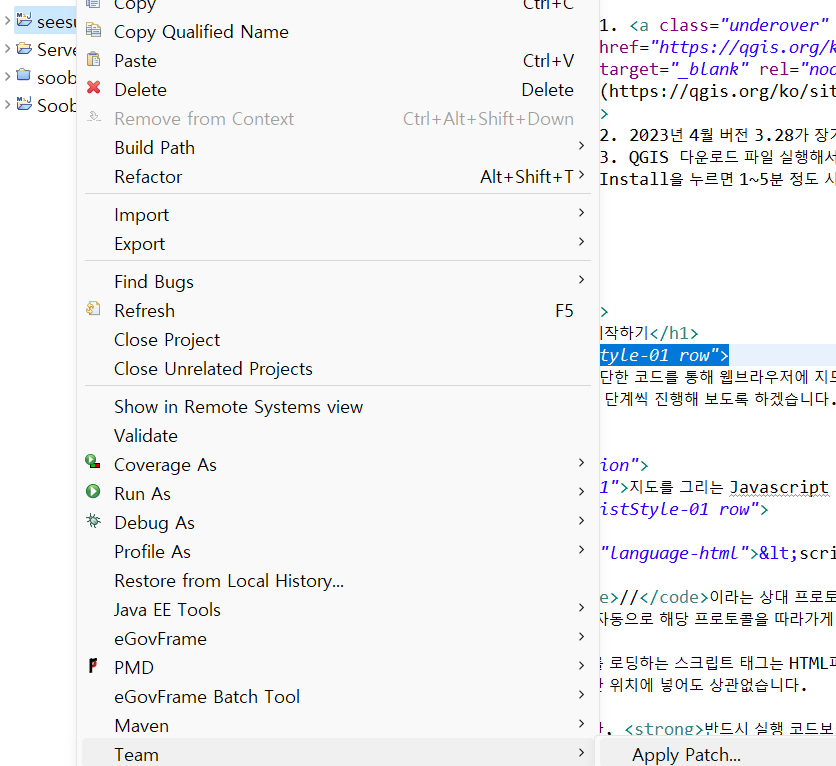 seesu
Serve
soob
Soob
Copy Ctrl+C
Copy Qualified Name
Paste Ctrl+V
Delete Delete
Remove from Context Ctrl+Alt+Shift+Down
Build Path
Refactor Alt+Shift+T
Import
Export
Find Bugs
Refresh F5
Close Project
Close Unrelated Projects
Show in Remote Systems view
Validate
Coverage As
Run As
Debug As
Profile As
Restore from Local History...
Java EE Tools
eGovFrame
PMD
eGovFrame Batch Tool
Maven
Team
Apply Patch...
1. <a class="underover"
href="https://qgis.org/k
target="_blank" rel="noo
(https://qgis.org/ko/sit
>
2. 2023년 4월 버전 3.28가 장기
3. QGIS 다운로드 파일 실행해서
Install을 누르면 1~5분 정도 시
>
작하기</h1>
tyle-01 row">
단한 코드를 통해 웹브라우저에 지도
단계씩 진행해 보도록 하겠습니다.
ion">
1">지도를 그리는 Javascript
istStyle-01 row">
"language-html">&lt;scri
e>//</code>이라는 상대 프로토
자동으로 해당 프로토콜을 따라가게
를 로딩하는 스크립트 태그는 HTML파
위치에 넣어도 상관없습니다.
, <strong>반드시 실행 코드보